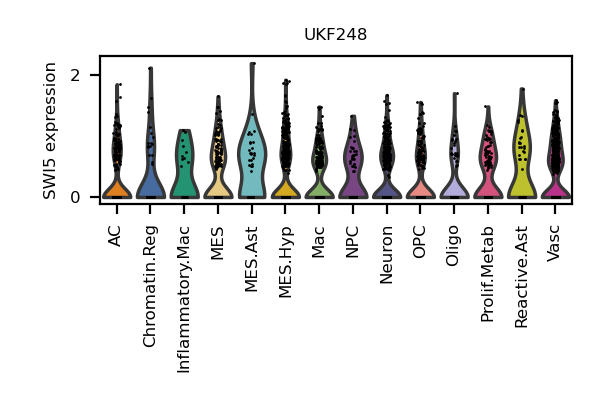 UKF248
SWI5 expression
2
0
AC
Chromatin.Reg
Inflammatory.Mac
MES
MES.Ast
MES.Hyp
Mac
NPC
Neuron
OPC
Oligo
Prolif.Metab
Reactive.Ast
Vasc